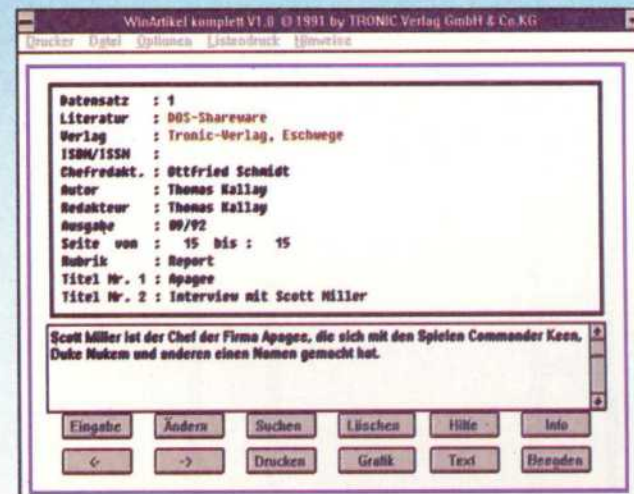 WinArtikel komplett V1.0 © 1991 by TRONIC Verlag GmbH & Co.KG
Drucker Datei Optionen Listendruck Hinweise
Datensatz : 1
Literatur : DOS-Shareware
Verlag : Tronic-Verlag, Eschwege
ISBN/ISSN :
Chefredakt. : Ottfried Schmidt
Autor : Thomas Kallay
Redakteur : Thomas Kallay
Ausgabe : 09/92
Seite von : 15 bis : 15
Rubrik : Report
Titel Nr. 1 : Apagee
Titel Nr. 2 : Interview mit Scott Miller
Scott Miller ist der Chef der Firma Apagee, die sich mit den Spielen Commander Keen,
Duke Nukem und anderen einen Namen gemacht hat.
Eingabe Ändern Suchen Löschen Hilfe Info
<- -> Drucken Grafik Text Beenden